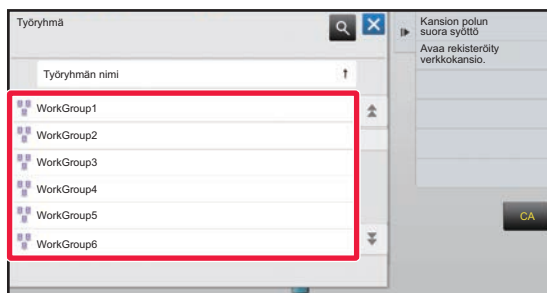 Työryhmä
Työryhmän nimi
WorkGroup1
WorkGroup2
WorkGroup3
WorkGroup4
WorkGroup5
WorkGroup6
Kansion polun
suora syöttö
Avaa rekisteröity
verkkokansio.
CA